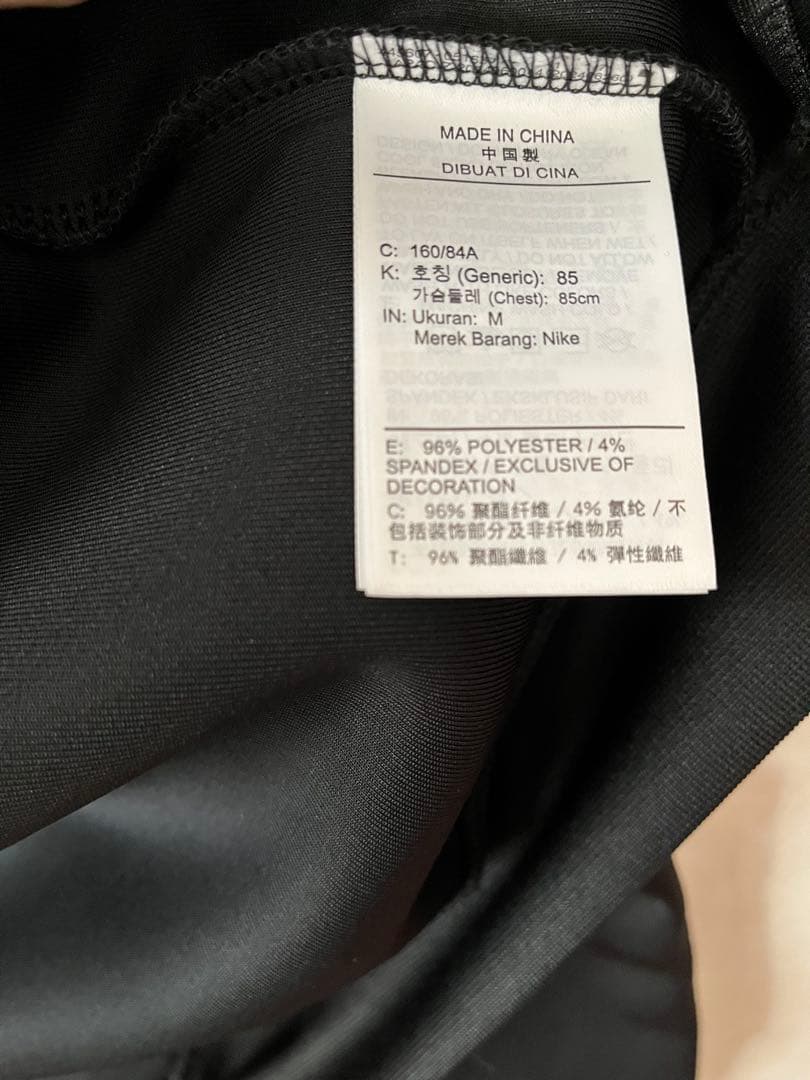 MADE IN CHINA
中国製
DIBUAT DI CINA
C: 160/84A
K: 호칭 (Generic): 85
가슴둘레 (Chest): 85cm
IN: Ukuran: M
Merek Barang: Nike
E: 96% POLYESTER / 4%
SPANDEX / EXCLUSIVE OF
DECORATION
C: 96% 聚酯纤维 / 4% 氨纶 / 不
包括装饰部分及非纤维物质
T: 96% 聚酯纖維 / 4% 彈性纖維